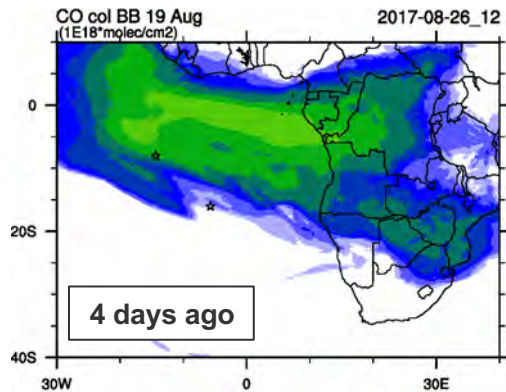 CO col BB 19 Aug 2017-08-26_12
(1E18*molec/cm2)
0
20S
4 days ago
40S
30W 0 30E